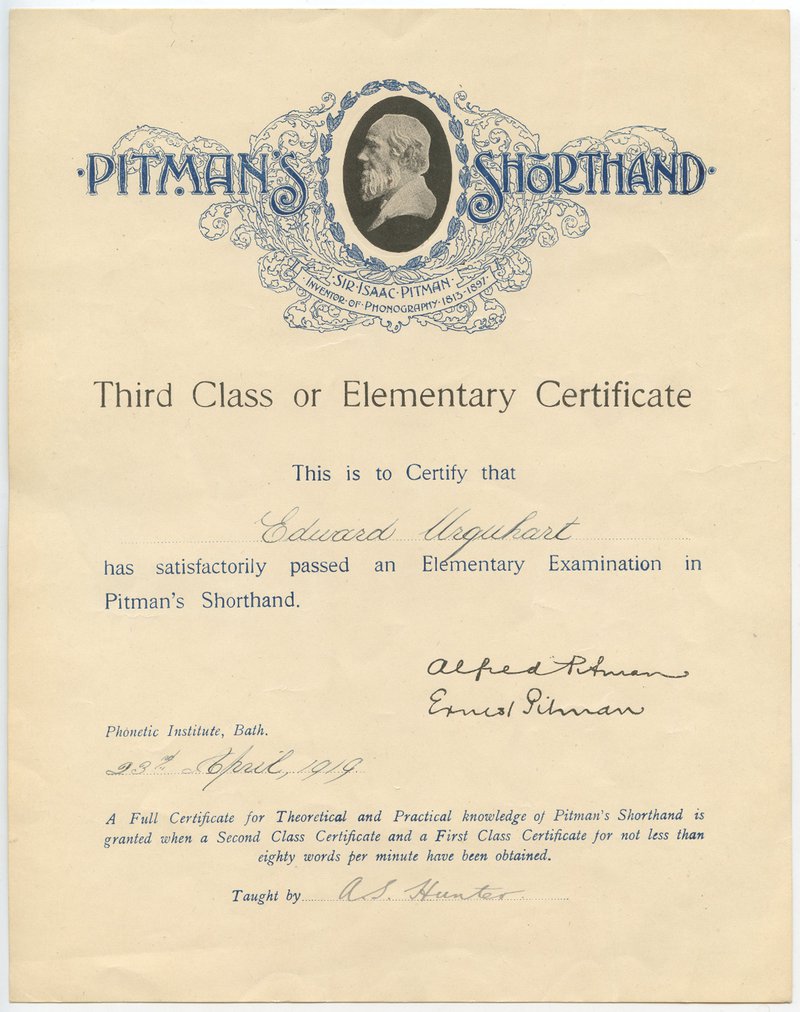 ·PITMAN'S SHŌRTHAND·
·SIR·ISAAC·PITMAN·
·INVENTOR·OF·PHONOGRAPHY·1813-1897·
Third Class or Elementary Certificate
This is to Certify that
Edward Urquhart
has satisfactorily passed an Elementary Examination in
Pitman's Shorthand.
Alfred Pitman
Ernest Pitman
Phonetic Institute, Bath.
23rd April, 1919
A Full Certificate for Theoretical and Practical knowledge of Pitman's Shorthand is
granted when a Second Class Certificate and a First Class Certificate for not less than
eighty words per minute have been obtained.
Taught by A.S. Hunter